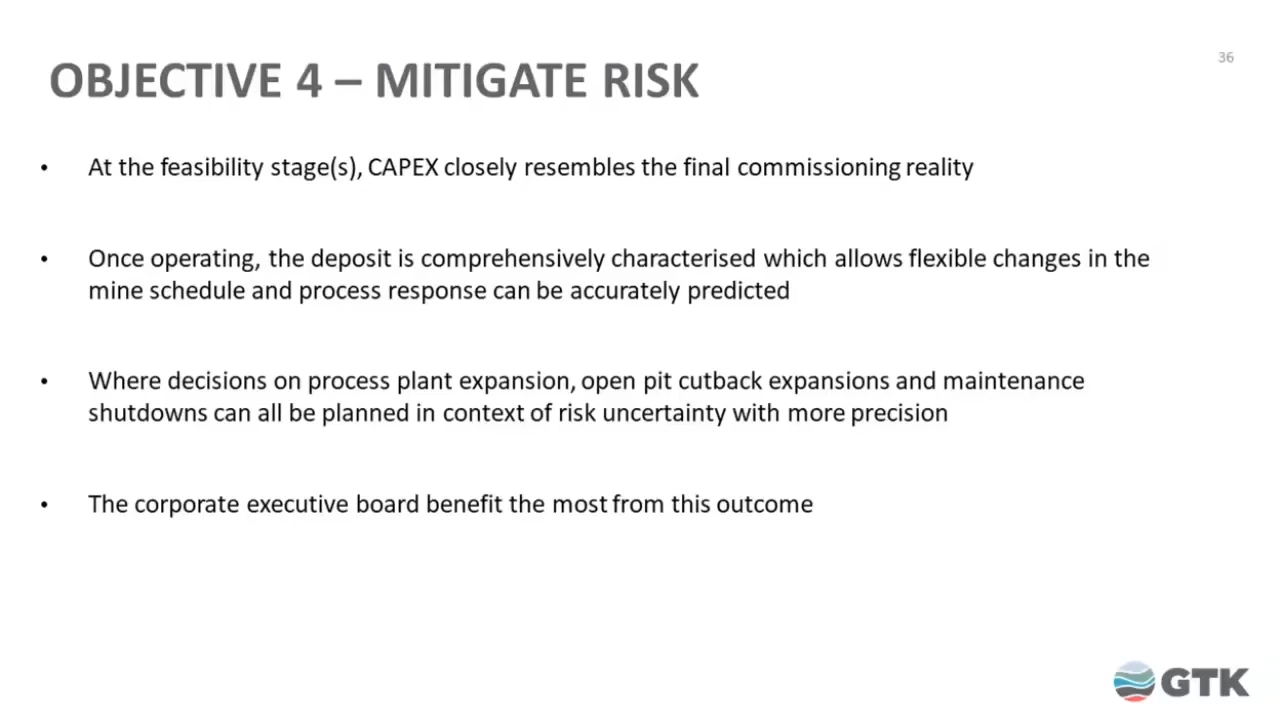 36
OBJECTIVE 4 – MITIGATE RISK
• At the feasibility stage(s), CAPEX closely resembles the final commissioning reality
• Once operating, the deposit is comprehensively characterised which allows flexible changes in the
mine schedule and process response can be accurately predicted
• Where decisions on process plant expansion, open pit cutback expansions and maintenance
shutdowns can all be planned in context of risk uncertainty with more precision
• The corporate executive board benefit the most from this outcome
GTK